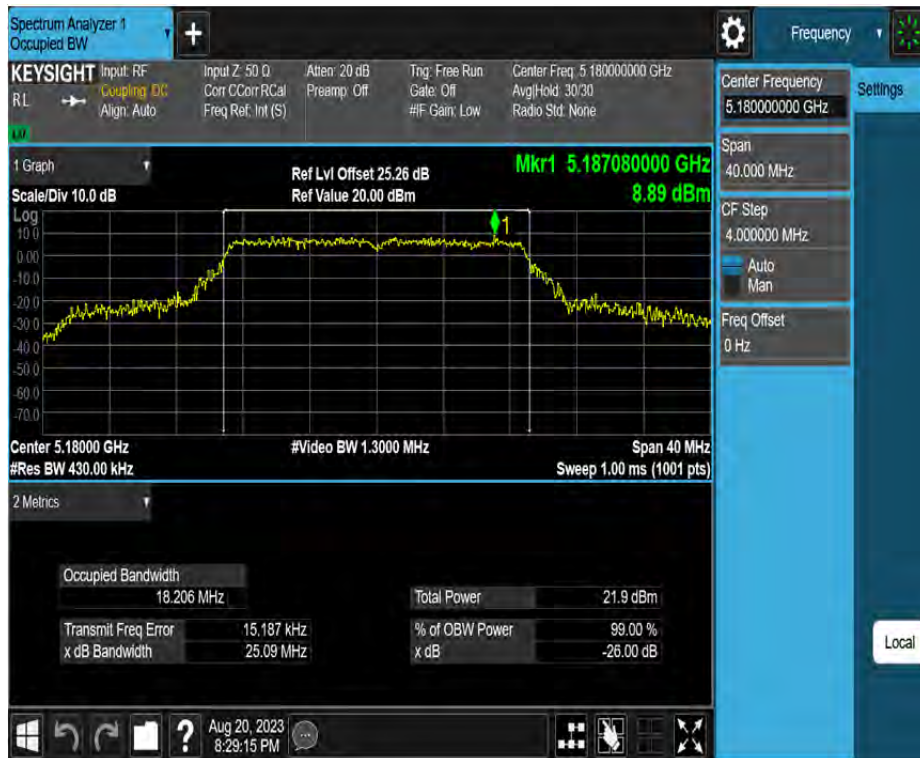 Spectrum Analyzer 1
Occupied BW
Frequency
KEYSIGHT
RL
Input: RF
Coupling: DC
Align: Auto
Input Z: 50 Ω
Corr CCorr RCal
Freq Ref: Int (S)
Atten: 20 dB
Preamp: Off
Trig: Free Run
Gate: Off
#IF Gain: Low
Center Freq: 5.180000000 GHz
Avg|Hold: 30/30
Radio Std: None
Center Frequency
5.180000000 GHz
Settings
Span
40.000 MHz
CF Step
4.000000 MHz
Auto
Man
Freq Offset
0 Hz
1 Graph
Scale/Div 10.0 dB
Ref Lvl Offset 25.26 dB
Ref Value 20.00 dBm
Mkr1 5.187080000 GHz
8.89 dBm
Log
10.0
0.00
-10.0
-20.0
-30.0
-40.0
-50.0
-60.0
-70.0
1
Center 5.18000 GHz
#Res BW 430.00 kHz
#Video BW 1.3000 MHz
Span 40 MHz
Sweep 1.00 ms (1001 pts)
2 Metrics
Occupied Bandwidth
18.206 MHz
Total Power 21.9 dBm
Transmit Freq Error 15.187 kHz
% of OBW Power 99.00 %
x dB Bandwidth 25.09 MHz
x dB -26.00 dB
Local
Aug 20, 2023
8:29:15 PM